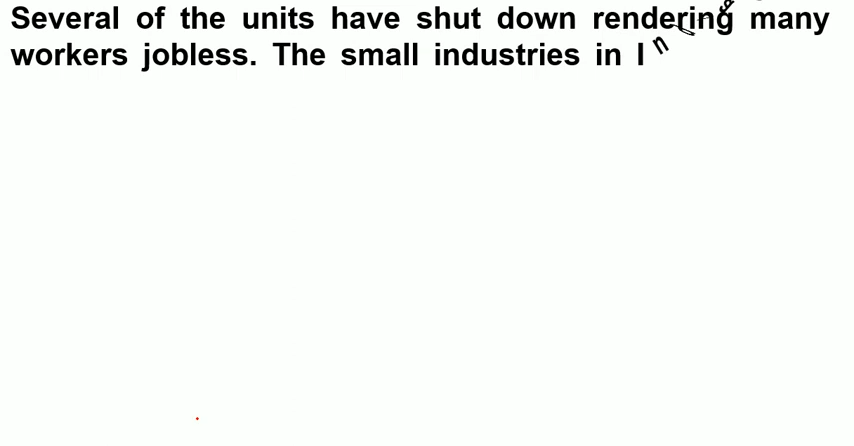 Several of the units have shut down rendering many
workers jobless. The small industries in